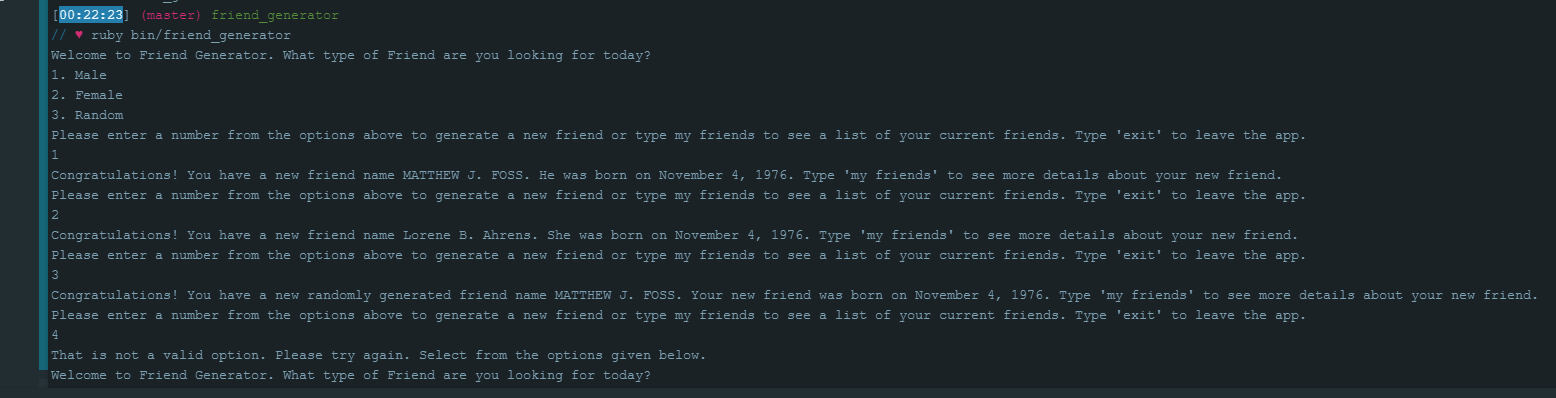 [00:22:23] (master) friend_generator
// ♥ ruby bin/friend_generator
Welcome to Friend Generator. What type of Friend are you looking for today?
1. Male
2. Female
3. Random
Please enter a number from the options above to generate a new friend or type my friends to see a list of your current friends. Type 'exit' to leave the app.
1
Congratulations! You have a new friend name MATTHEW J. FOSS. He was born on November 4, 1976. Type 'my friends' to see more details about your new friend.
Please enter a number from the options above to generate a new friend or type my friends to see a list of your current friends. Type 'exit' to leave the app.
2
Congratulations! You have a new friend name Lorene B. Ahrens. She was born on November 4, 1976. Type 'my friends' to see more details about your new friend.
Please enter a number from the options above to generate a new friend or type my friends to see a list of your current friends. Type 'exit' to leave the app.
3
Congratulations! You have a new randomly generated friend name MATTHEW J. FOSS. Your new friend was born on November 4, 1976. Type 'my friends' to see more details about your new friend.
Please enter a number from the options above to generate a new friend or type my friends to see a list of your current friends. Type 'exit' to leave the app.
4
That is not a valid option. Please try again. Select from the options given below.
Welcome to Friend Generator. What type of Friend are you looking for today?